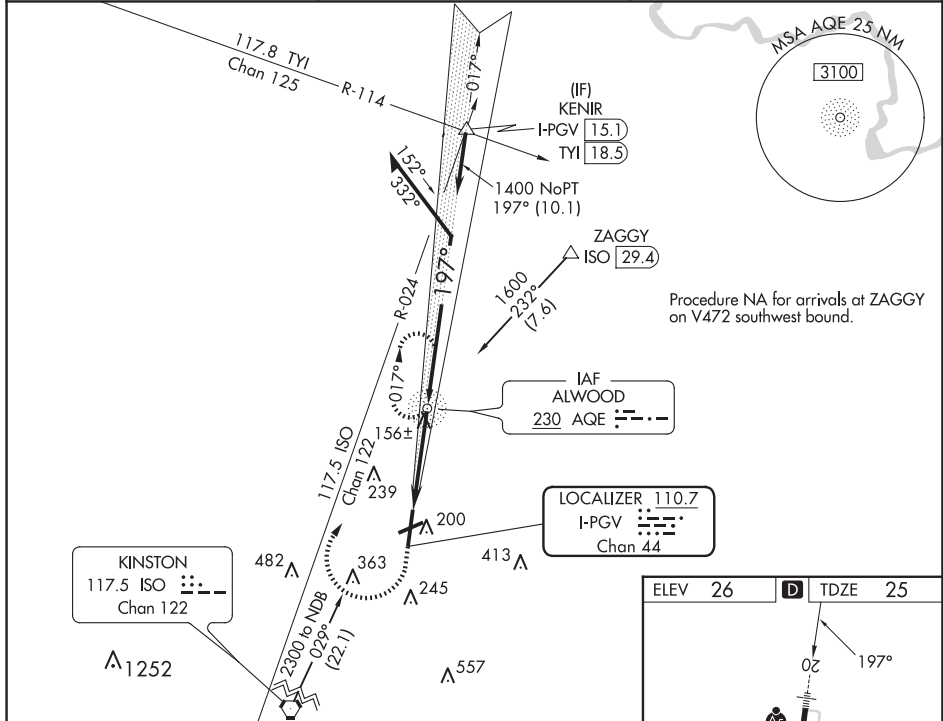 117.8 TYI
Chan 125
R-114
017°
(IF)
KENIR
I-PGV 15.1
TYI 18.5
MSA AQE 25 NM
3100
152°
332°
1400 NoPT
197° (10.1)
ZAGGY
ISO 29.4
1600
232°
(7.6)
Procedure NA for arrivals at ZAGGY
on V472 southwest bound.
197°
R-024
017°
IAF
ALWOOD
230 AQE
156±
117.5 ISO
Chan 122
239
LOCALIZER 110.7
I-PGV
Chan 44
200
KINSTON
117.5 ISO
Chan 122
482
363
413
245
2300 to NDB
029°
(22.1)
1252
557
ELEV 26 D TDZE 25
197°
20